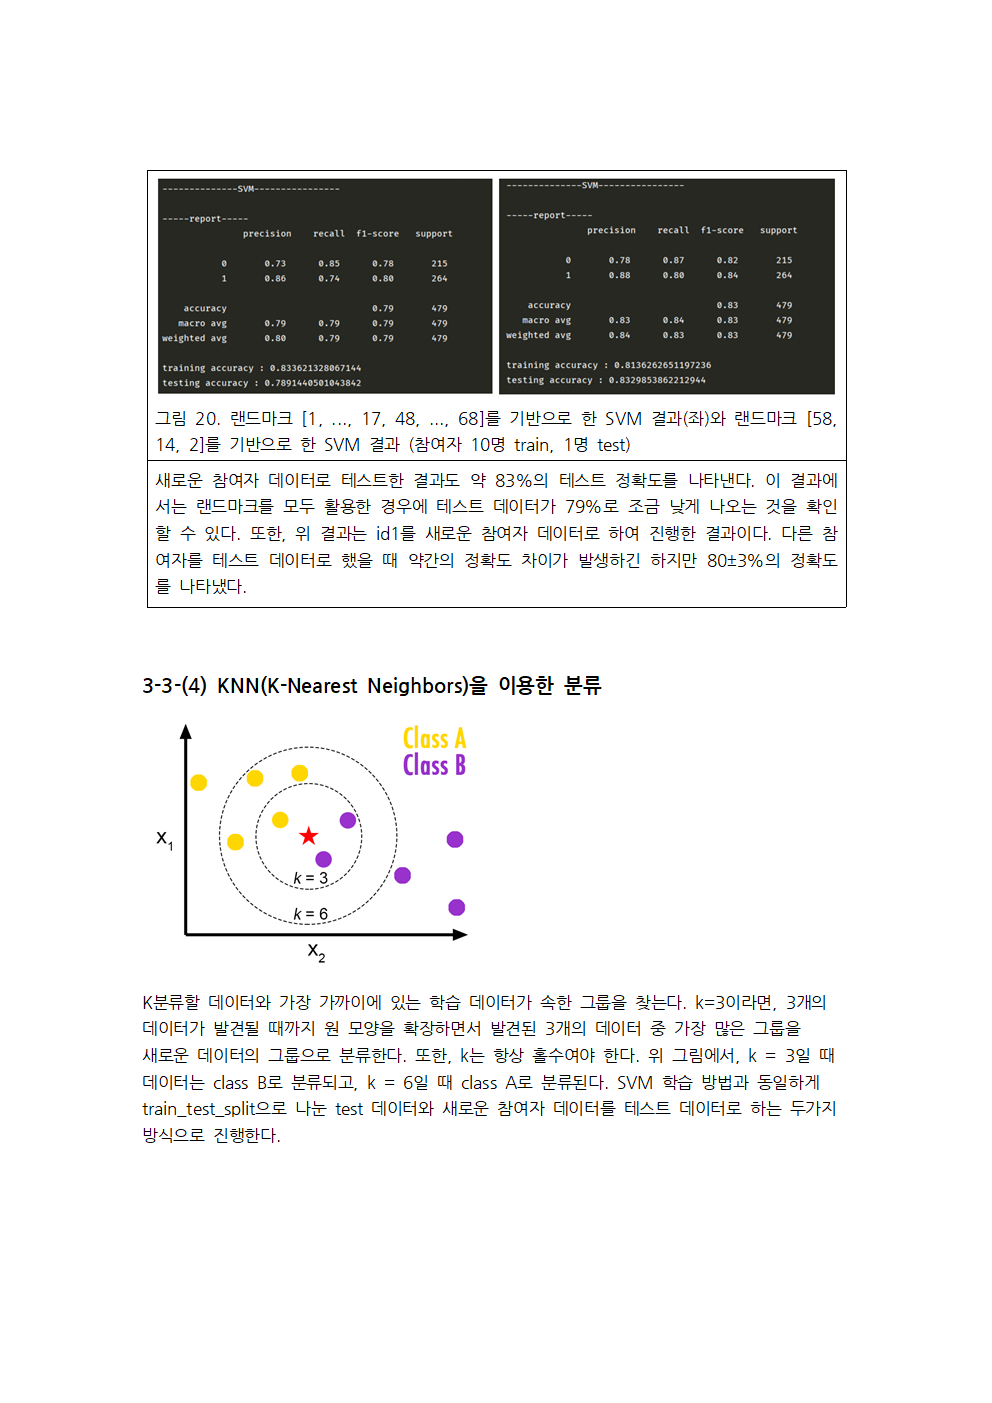 --------------SVM----------------
-----report-----
precision recall f1-score support
0 0.73 0.85 0.78 215
1 0.86 0.74 0.80 264
accuracy 0.79 479
macro avg 0.79 0.79 0.79 479
weighted avg 0.80 0.79 0.79 479
training accuracy : 0.833621328067144
testing accuracy : 0.7891440501043842
--------------SVM----------------
-----report-----
precision recall f1-score support
0 0.78 0.87 0.82 215
1 0.88 0.80 0.84 264
accuracy 0.83 479
macro avg 0.83 0.84 0.83 479
weighted avg 0.84 0.83 0.83 479
training accuracy : 0.8136262651197236
testing accuracy : 0.8329853862212944
그림 20. 랜드마크 [1, ..., 17, 48, ..., 68]를 기반으로 한 SVM 결과(좌)와 랜드마크 [58,
14, 2]를 기반으로 한 SVM 결과 (참여자 10명 train, 1명 test)
새로운 참여자 데이터로 테스트한 결과도 약 83%의 테스트 정확도를 나타낸다. 이 결과에
서는 랜드마크를 모두 활용한 경우에 테스트 데이터가 79%로 조금 낮게 나오는 것을 확인
할 수 있다. 또한, 위 결과는 id1를 새로운 참여자 데이터로 하여 진행한 결과이다. 다른 참
여자를 테스트 데이터로 했을 때 약간의 정확도 차이가 발생하긴 하지만 80±3%의 정확도
를 나타냈다.
3-3-(4) KNN(K-Nearest Neighbors)을 이용한 분류
Class A
Class B
X1
k = 3
k = 6
X2
K분류할 데이터와 가장 가까이에 있는 학습 데이터가 속한 그룹을 찾는다. k=3이라면, 3개의
데이터가 발견될 때까지 원 모양을 확장하면서 발견된 3개의 데이터 중 가장 많은 그룹을
새로운 데이터의 그룹으로 분류한다. 또한, k는 항상 홀수여야 한다. 위 그림에서, k = 3일 때
데이터는 class B로 분류되고, k = 6일 때 class A로 분류된다. SVM 학습 방법과 동일하게
train_test_split으로 나눈 test 데이터와 새로운 참여자 데이터를 테스트 데이터로 하는 두가지
방식으로 진행한다.